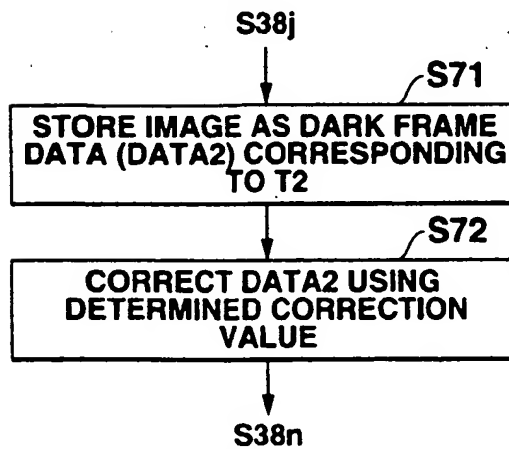 S38j
S71
STORE IMAGE AS DARK FRAME
DATA (DATA2) CORRESPONDING
TO T2
S72
CORRECT DATA2 USING
DETERMINED CORRECTION
VALUE
S38n